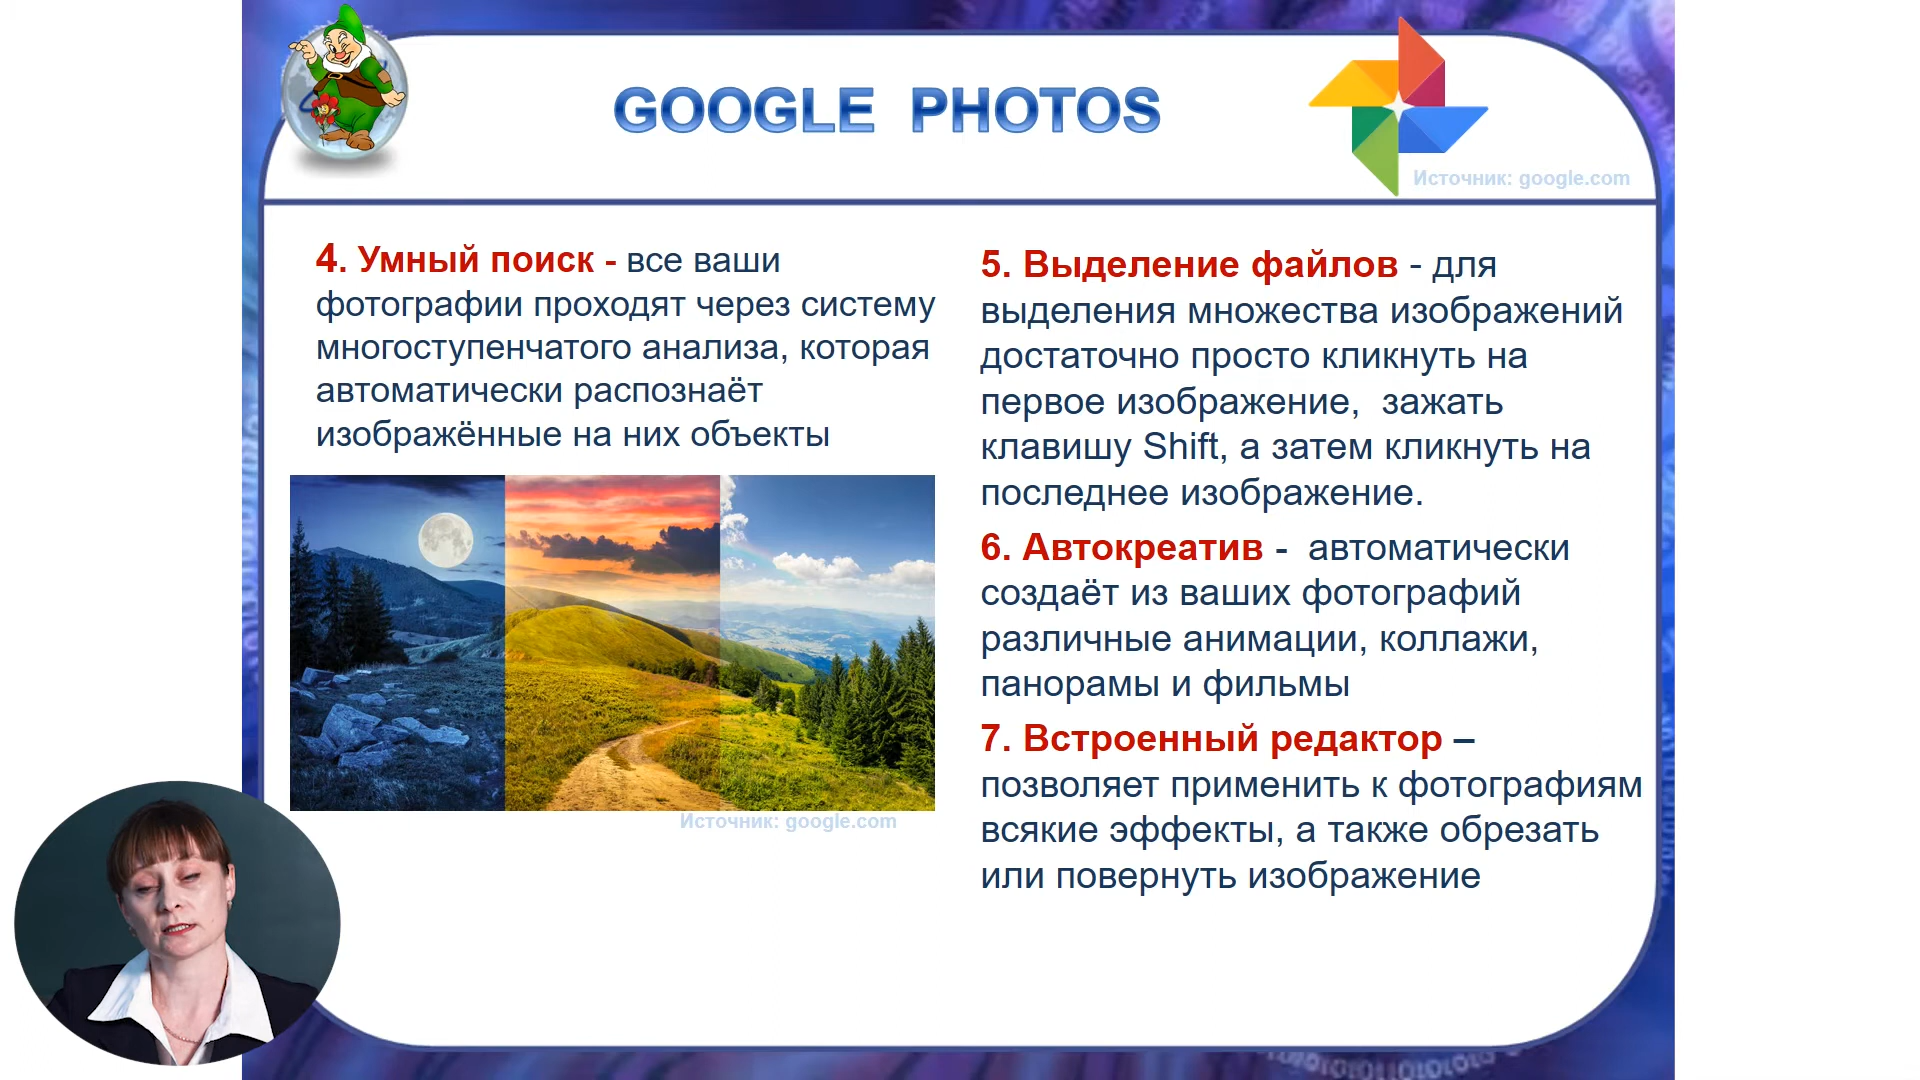 GOOGLE PHOTOS
Источник: google.com
4. Умный поиск - все ваши
фотографии проходят через систему
многоступенчатого анализа, которая
автоматически распознаёт
изображённые на них объекты
Источник: google.com
5. Выделение файлов - для
выделения множества изображений
достаточно просто кликнуть на
первое изображение, зажать
клавишу Shift, а затем кликнуть на
последнее изображение.
6. Автокреатив - автоматически
создаёт из ваших фотографий
различные анимации, коллажи,
панорамы и фильмы
7. Встроенный редактор –
позволяет применить к фотографиям
всякие эффекты, а также обрезать
или повернуть изображение